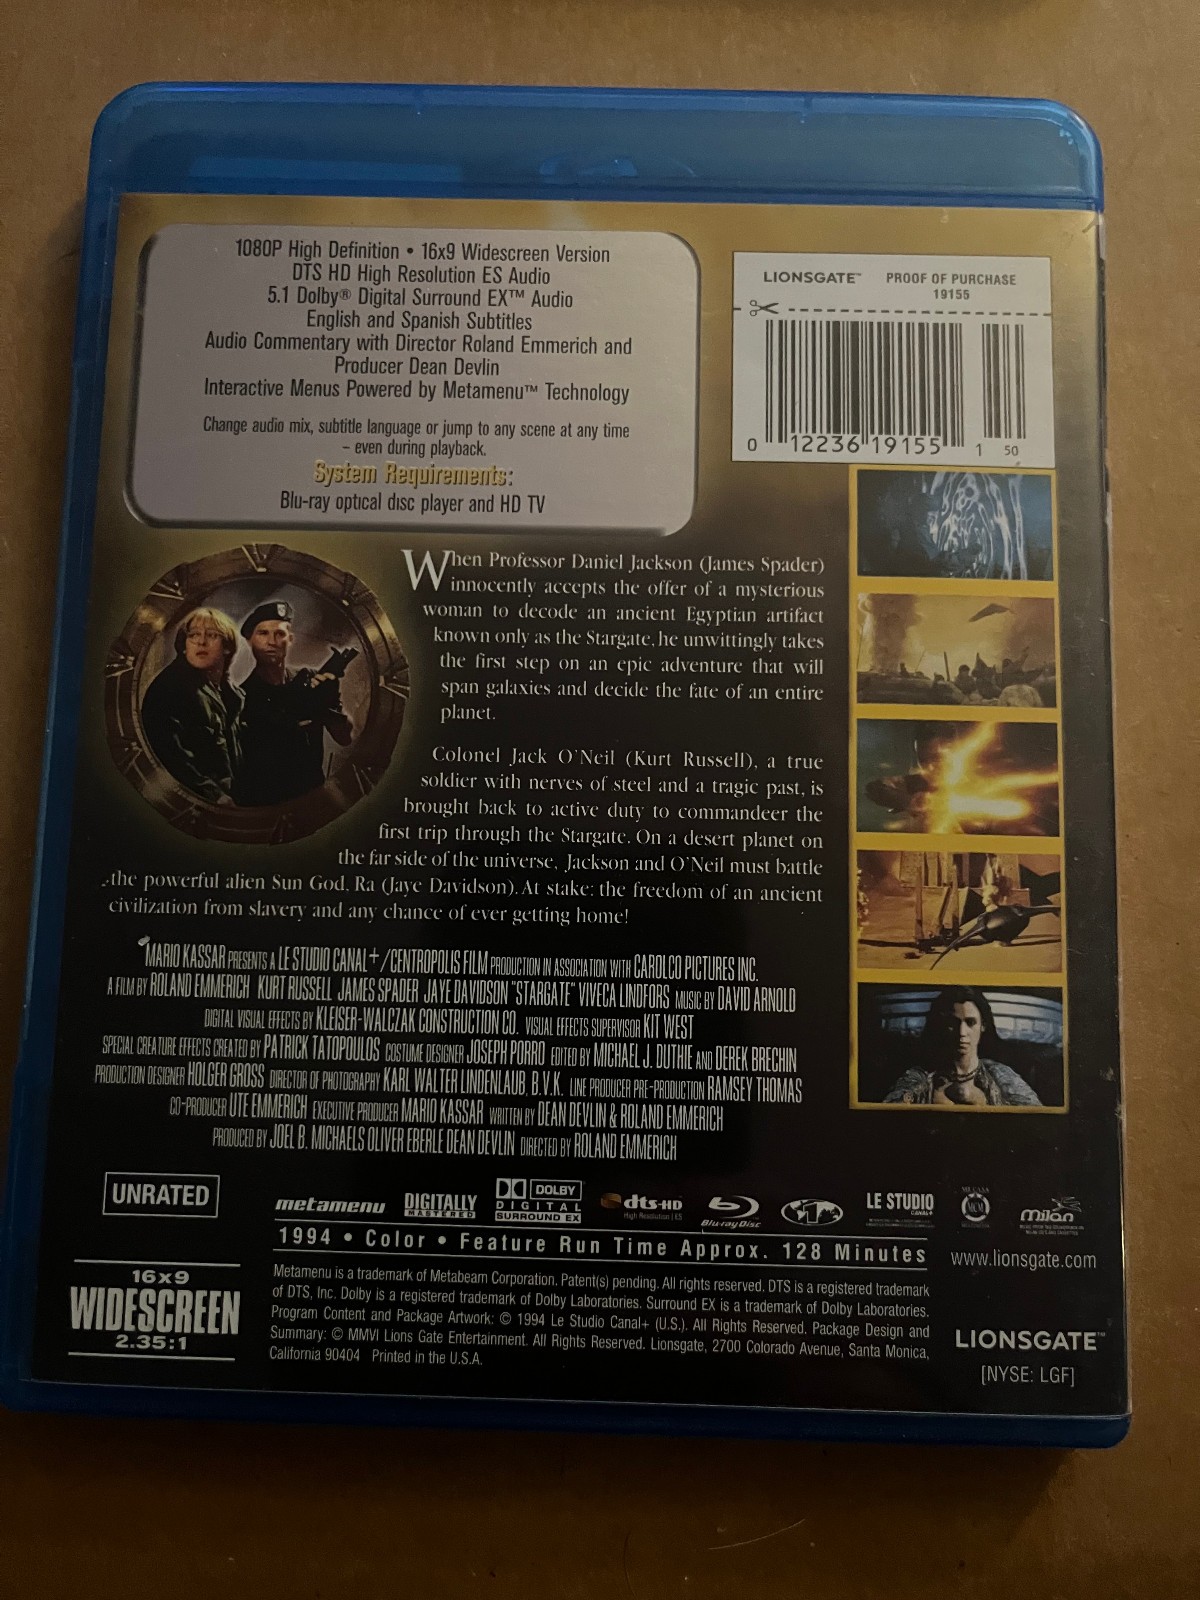 1080P High Definition • 16x9 Widescreen Version
DTS HD High Resolution ES Audio
5.1 Dolby® Digital Surround EX™ Audio
English and Spanish Subtitles
Audio Commentary with Director Roland Emmerich and
Producer Dean Devlin
Interactive Menus Powered by Metamenu™ Technology
Change audio mix, subtitle language or jump to any scene at any time
– even during playback.
System Requirements:
Blu-ray optical disc player and HD TV
LIONSGATE™ PROOF OF PURCHASE
19155
0 12236 19155 1 50
When Professor Daniel Jackson (James Spader)
innocently accepts the offer of a mysterious
woman to decode an ancient Egyptian artifact
known only as the Stargate, he unwittingly takes
the first step on an epic adventure that will
span galaxies and decide the fate of an entire
planet.
Colonel Jack O'Neil (Kurt Russell), a true
soldier with nerves of steel and a tragic past, is
brought back to active duty to commandeer the
first trip through the Stargate. On a desert planet on
the far side of the universe, Jackson and O'Neil must battle
the powerful alien Sun God, Ra (Jaye Davidson). At stake: the freedom of an ancient
civilization from slavery and any chance of ever getting home!
MARIO KASSAR PRESENTS A LE STUDIO CANAL+ /CENTROPOLIS FILM PRODUCTION IN ASSOCIATION WITH CAROLCO PICTURES INC.
A FILM BY ROLAND EMMERICH KURT RUSSELL JAMES SPADER JAYE DAVIDSON "STARGATE" VIVECA LINDFORS MUSIC BY DAVID ARNOLD
DIGITAL VISUAL EFFECTS BY KLEISER-WALCZAK CONSTRUCTION CO. VISUAL EFFECTS SUPERVISOR KIT WEST
SPECIAL CREATURE EFFECTS CREATED BY PATRICK TATOPOULOS COSTUME DESIGNER JOSEPH PORRO EDITED BY MICHAEL J. DUTHIE AND DEREK BRECHIN
PRODUCTION DESIGNER HOLGER GROSS DIRECTOR OF PHOTOGRAPHY KARL WALTER LINDENLAUB, B.V.K. LINE PRODUCER PRE-PRODUCTION RAMSEY THOMAS
CO-PRODUCER UTE EMMERICH EXECUTIVE PRODUCER MARIO KASSAR WRITTEN BY DEAN DEVLIN & ROLAND EMMERICH
PRODUCED BY JOEL B. MICHAELS OLIVER EBERLE DEAN DEVLIN DIRECTED BY ROLAND EMMERICH
UNRATED
metamenu DIGITALLY MASTERED DOLBY DIGITAL SURROUND EX dts-HD High Resolution | ES Blu-ray Disc 1 LE STUDIO CANAL+ MCM milan
1994 • Color • Feature Run Time Approx. 128 Minutes
www.lionsgate.com
16x9
WIDESCREEN
2.35:1
Metamenu is a trademark of Metabeam Corporation. Patent(s) pending. All rights reserved. DTS is a registered trademark
of DTS, Inc. Dolby is a registered trademark of Dolby Laboratories. Surround EX is a trademark of Dolby Laboratories.
Program Content and Package Artwork: © 1994 Le Studio Canal+ (U.S.). All Rights Reserved. Package Design and
Summary: © MMVI Lions Gate Entertainment. All Rights Reserved. Lionsgate, 2700 Colorado Avenue, Santa Monica,
California 90404 Printed in the U.S.A.
LIONSGATE™
[NYSE: LGF]